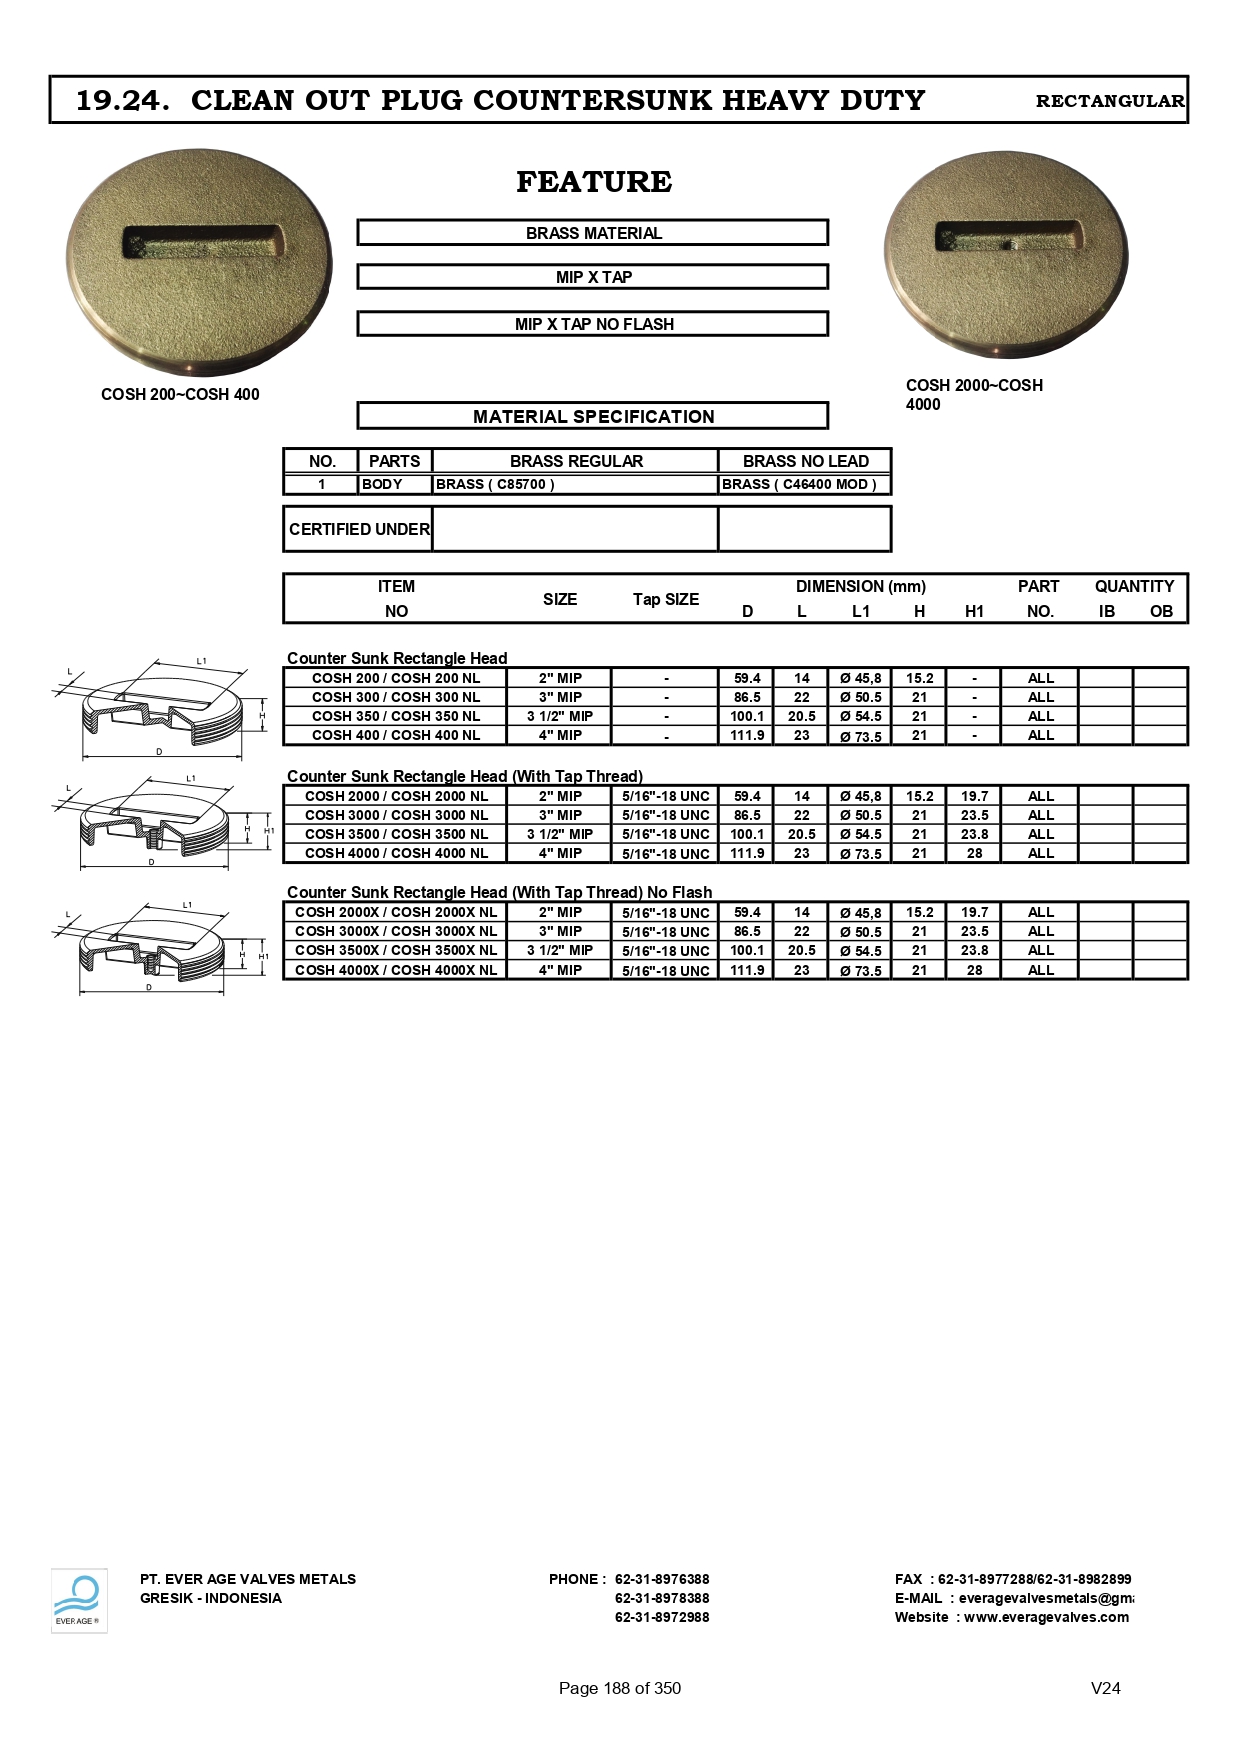 19.24. CLEAN OUT PLUG COUNTERSUNK HEAVY DUTY RECTANGULAR
FEATURE
BRASS MATERIAL
MIP X TAP
MIP X TAP NO FLASH
COSH 200~COSH 400
COSH 2000~COSH
4000
MATERIAL SPECIFICATION
NO. PARTS BRASS REGULAR BRASS NO LEAD
1 BODY BRASS ( C85700 ) BRASS ( C46400 MOD )
CERTIFIED UNDER
ITEM DIMENSION (mm) PART QUANTITY
SIZE Tap SIZE
NO D L L1 H H1 NO. IB OB
Counter Sunk Rectangle Head
COSH 200 / COSH 200 NL 2" MIP - 59.4 14 Ø 45,8 15.2 - ALL
COSH 300 / COSH 300 NL 3" MIP - 86.5 22 Ø 50.5 21 - ALL
COSH 350 / COSH 350 NL 3 1/2" MIP - 100.1 20.5 Ø 54.5 21 - ALL
COSH 400 / COSH 400 NL 4" MIP - 111.9 23 Ø 73.5 21 - ALL
L L1 H D
Counter Sunk Rectangle Head (With Tap Thread)
COSH 2000 / COSH 2000 NL 2" MIP 5/16"-18 UNC 59.4 14 Ø 45,8 15.2 19.7 ALL
COSH 3000 / COSH 3000 NL 3" MIP 5/16"-18 UNC 86.5 22 Ø 50.5 21 23.5 ALL
COSH 3500 / COSH 3500 NL 3 1/2" MIP 5/16"-18 UNC 100.1 20.5 Ø 54.5 21 23.8 ALL
COSH 4000 / COSH 4000 NL 4" MIP 5/16"-18 UNC 111.9 23 Ø 73.5 21 28 ALL
L L1 H H1 D
Counter Sunk Rectangle Head (With Tap Thread) No Flash
COSH 2000X / COSH 2000X NL 2" MIP 5/16"-18 UNC 59.4 14 Ø 45,8 15.2 19.7 ALL
COSH 3000X / COSH 3000X NL 3" MIP 5/16"-18 UNC 86.5 22 Ø 50.5 21 23.5 ALL
COSH 3500X / COSH 3500X NL 3 1/2" MIP 5/16"-18 UNC 100.1 20.5 Ø 54.5 21 23.8 ALL
COSH 4000X / COSH 4000X NL 4" MIP 5/16"-18 UNC 111.9 23 Ø 73.5 21 28 ALL
L L1 H H1 D
EVER AGE ®
PT. EVER AGE VALVES METALS PHONE : 62-31-8976388 FAX : 62-31-8977288/62-31-8982899
GRESIK - INDONESIA 62-31-8978388 E-MAIL : everagevalvesmetals@gm
62-31-8972988 Website : www.everagevalves.com
Page 188 of 350 V24